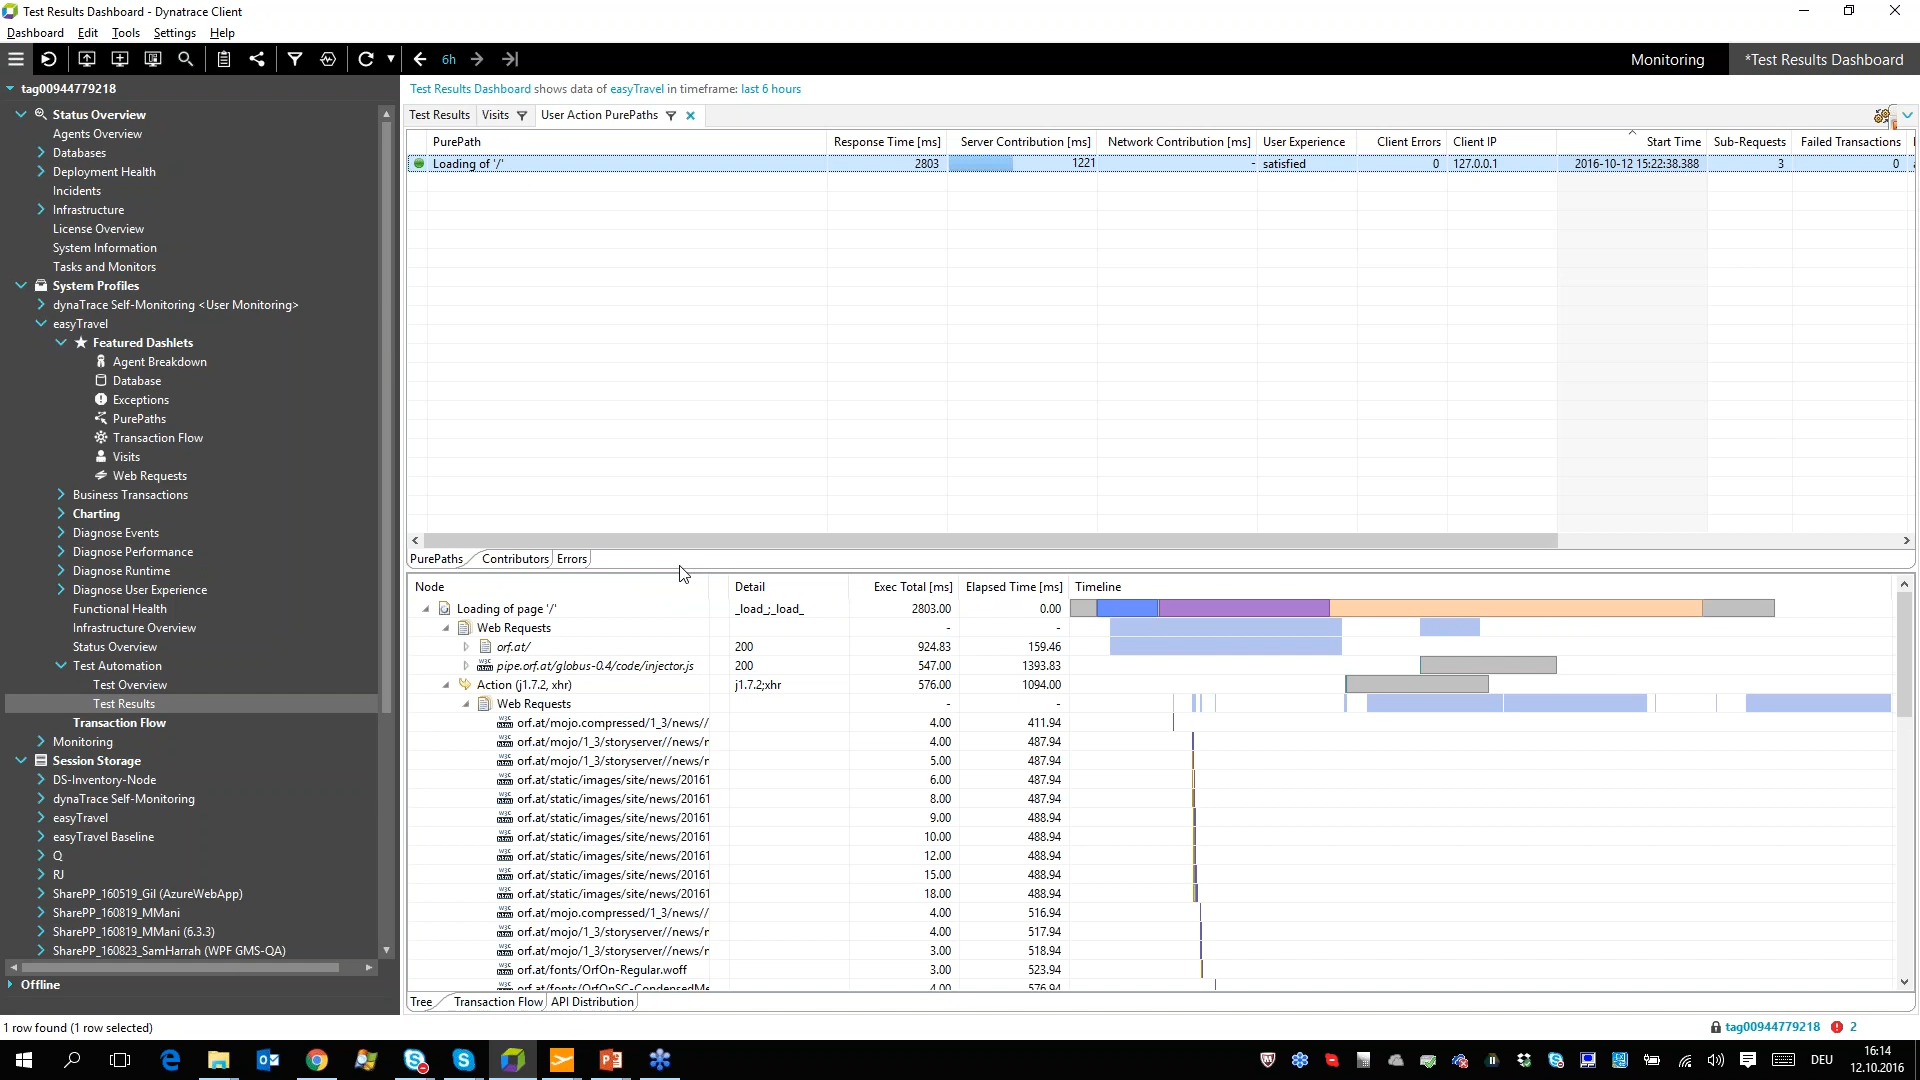 Test Results Dashboard - Dynatrace Client
Dashboard Edit Tools Settings Help
6h Monitoring *Test Results Dashboard
tag00944779218
Status Overview
Agents Overview
Databases
Deployment Health
Incidents
Infrastructure
License Overview
System Information
Tasks and Monitors
System Profiles
dynaTrace Self-Monitoring <User Monitoring>
easyTravel
Featured Dashlets
Agent Breakdown
Database
Exceptions
PurePaths
Transaction Flow
Visits
Web Requests
Business Transactions
Charting
Diagnose Events
Diagnose Performance
Diagnose Runtime
Diagnose User Experience
Functional Health
Infrastructure Overview
Status Overview
Test Automation
Test Overview
Test Results
Transaction Flow
Monitoring
Session Storage
DS-Inventory-Node
dynaTrace Self-Monitoring
easyTravel
easyTravel Baseline
Q
RJ
SharePP_160519_Gil (AzureWebApp)
SharePP_160819_MMani
SharePP_160819_MMani (6.3.3)
SharePP_160823_SamHarrah (WPF GMS-QA)
Offline
Test Results Dashboard shows data of easyTravel in timeframe: last 6 hours
Test Results Visits User Action PurePaths
PurePath Response Time [ms] Server Contribution [ms] Network Contribution [ms] User Experience Client Errors Client IP Start Time Sub-Requests Failed Transactions
Loading of '/' 2803 1221 - satisfied 0 127.0.0.1 2016-10-12 15:22:38.388 3 0
PurePaths Contributors Errors
Node Detail Exec Total [ms] Elapsed Time [ms] Timeline
Loading of page '/' _load_;_load_ 2803.00 0.00
Web Requests - -
orf.at/ 200 924.83 159.46
pipe.orf.at/globus-0.4/code/injector.js 200 547.00 1393.83
Action (j1.7.2, xhr) j1.7.2;xhr 576.00 1094.00
Web Requests - -
orf.at/mojo.compressed/1_3/news// 4.00 411.94
orf.at/mojo/1_3/storyserver//news/r 4.00 487.94
orf.at/mojo/1_3/storyserver//news/r 5.00 487.94
orf.at/static/images/site/news/20161 6.00 487.94
orf.at/static/images/site/news/20161 8.00 487.94
orf.at/static/images/site/news/20161 9.00 488.94
orf.at/static/images/site/news/20161 10.00 488.94
orf.at/static/images/site/news/20161 12.00 488.94
orf.at/static/images/site/news/20161 15.00 488.94
orf.at/static/images/site/news/20161 18.00 488.94
orf.at/mojo.compressed/1_3/news// 4.00 516.94
orf.at/mojo/1_3/storyserver//news/r 4.00 517.94
orf.at/mojo/1_3/storyserver//news/r 3.00 518.94
orf.at/fonts/OrfOn-Regular.woff 3.00 523.94
orf.at/fonts/OrfOnSC-CondensedMe 4.00 576.94
Tree Transaction Flow API Distribution
1 row found (1 row selected) tag00944779218 2
DEU 16:14
12.10.2016